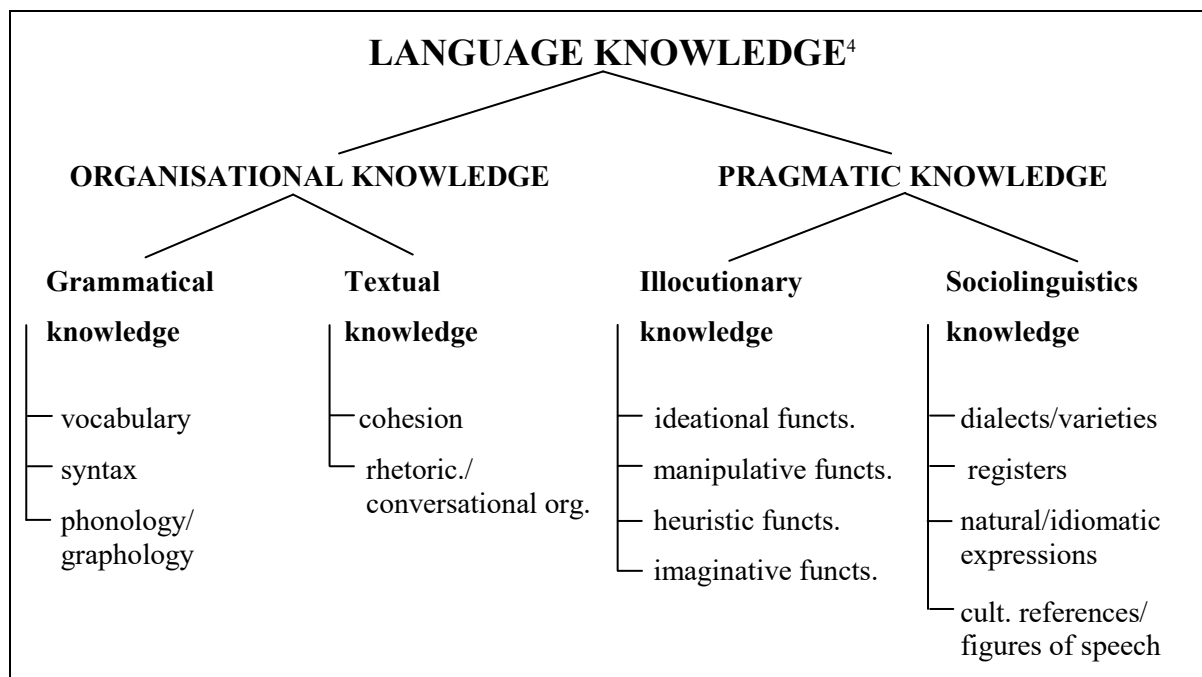 LANGUAGE KNOWLEDGE⁴
ORGANISATIONAL KNOWLEDGE
PRAGMATIC KNOWLEDGE
Grammatical
knowledge
vocabulary
syntax
phonology/
graphology
Textual
knowledge
cohesion
rhetoric./
conversational org.
Illocutionary
knowledge
ideational functs.
manipulative functs.
heuristic functs.
imaginative functs.
Sociolinguistics
knowledge
dialects/varieties
registers
natural/idiomatic
expressions
cult. references/
figures of speech